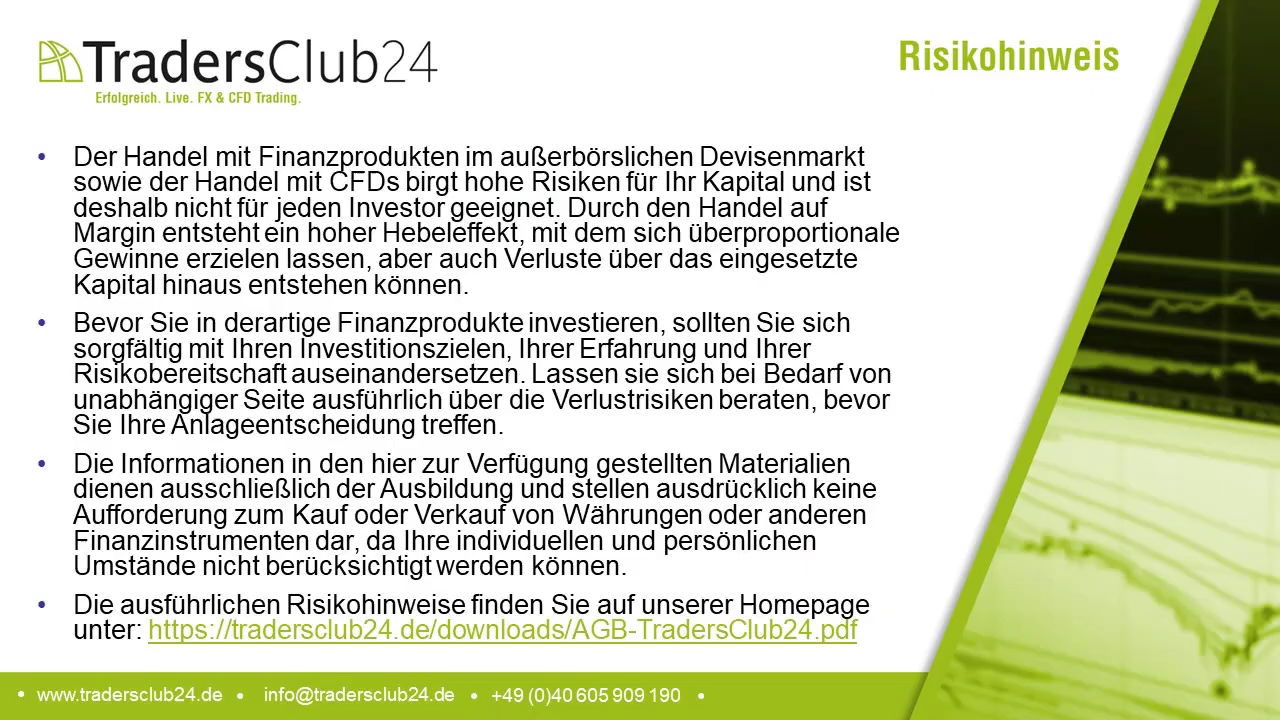 TradersClub24
Erfolgreich. Live. FX & CFD Trading.
Risikohinweis
• Der Handel mit Finanzprodukten im außerbörslichen Devisenmarkt
sowie der Handel mit CFDs birgt hohe Risiken für Ihr Kapital und ist
deshalb nicht für jeden Investor geeignet. Durch den Handel auf
Margin entsteht ein hoher Hebeleffekt, mit dem sich überproportionale
Gewinne erzielen lassen, aber auch Verluste über das eingesetzte
Kapital hinaus entstehen können.
• Bevor Sie in derartige Finanzprodukte investieren, sollten Sie sich
sorgfältig mit Ihren Investitionszielen, Ihrer Erfahrung und Ihrer
Risikobereitschaft auseinandersetzen. Lassen sie sich bei Bedarf von
unabhängiger Seite ausführlich über die Verlustrisiken beraten, bevor
Sie Ihre Anlageentscheidung treffen.
• Die Informationen in den hier zur Verfügung gestellten Materialien
dienen ausschließlich der Ausbildung und stellen ausdrücklich keine
Aufforderung zum Kauf oder Verkauf von Währungen oder anderen
Finanzinstrumenten dar, da Ihre individuellen und persönlichen
Umstände nicht berücksichtigt werden können.
• Die ausführlichen Risikohinweise finden Sie auf unserer Homepage
unter: https://tradersclub24.de/downloads/AGB-TradersClub24.pdf
• www.tradersclub24.de • info@tradersclub24.de • +49 (0)40 605 909 190 •